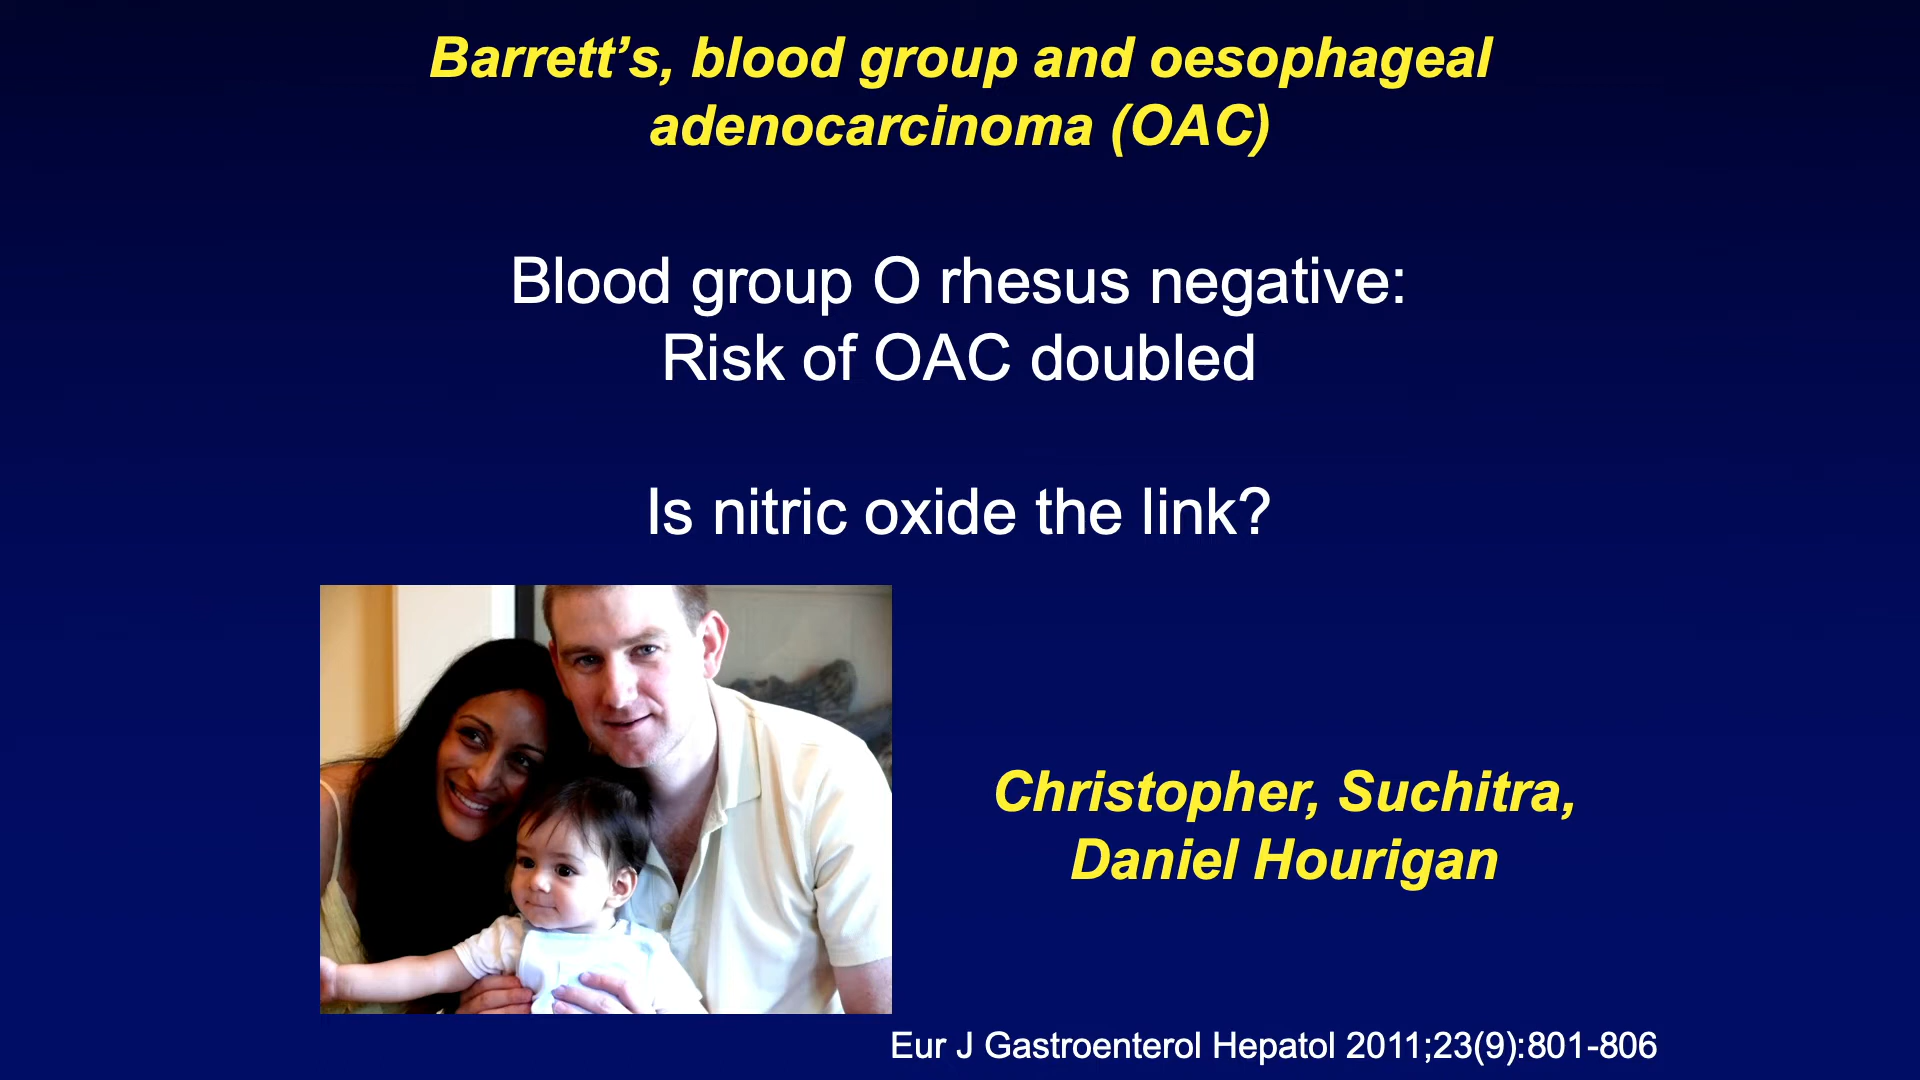 Barrett’s, blood group and oesophageal
adenocarcinoma (OAC)
Blood group O rhesus negative:
Risk of OAC doubled
Is nitric oxide the link?
Christopher, Suchitra,
Daniel Hourigan
Eur J Gastroenterol Hepatol 2011;23(9):801-806